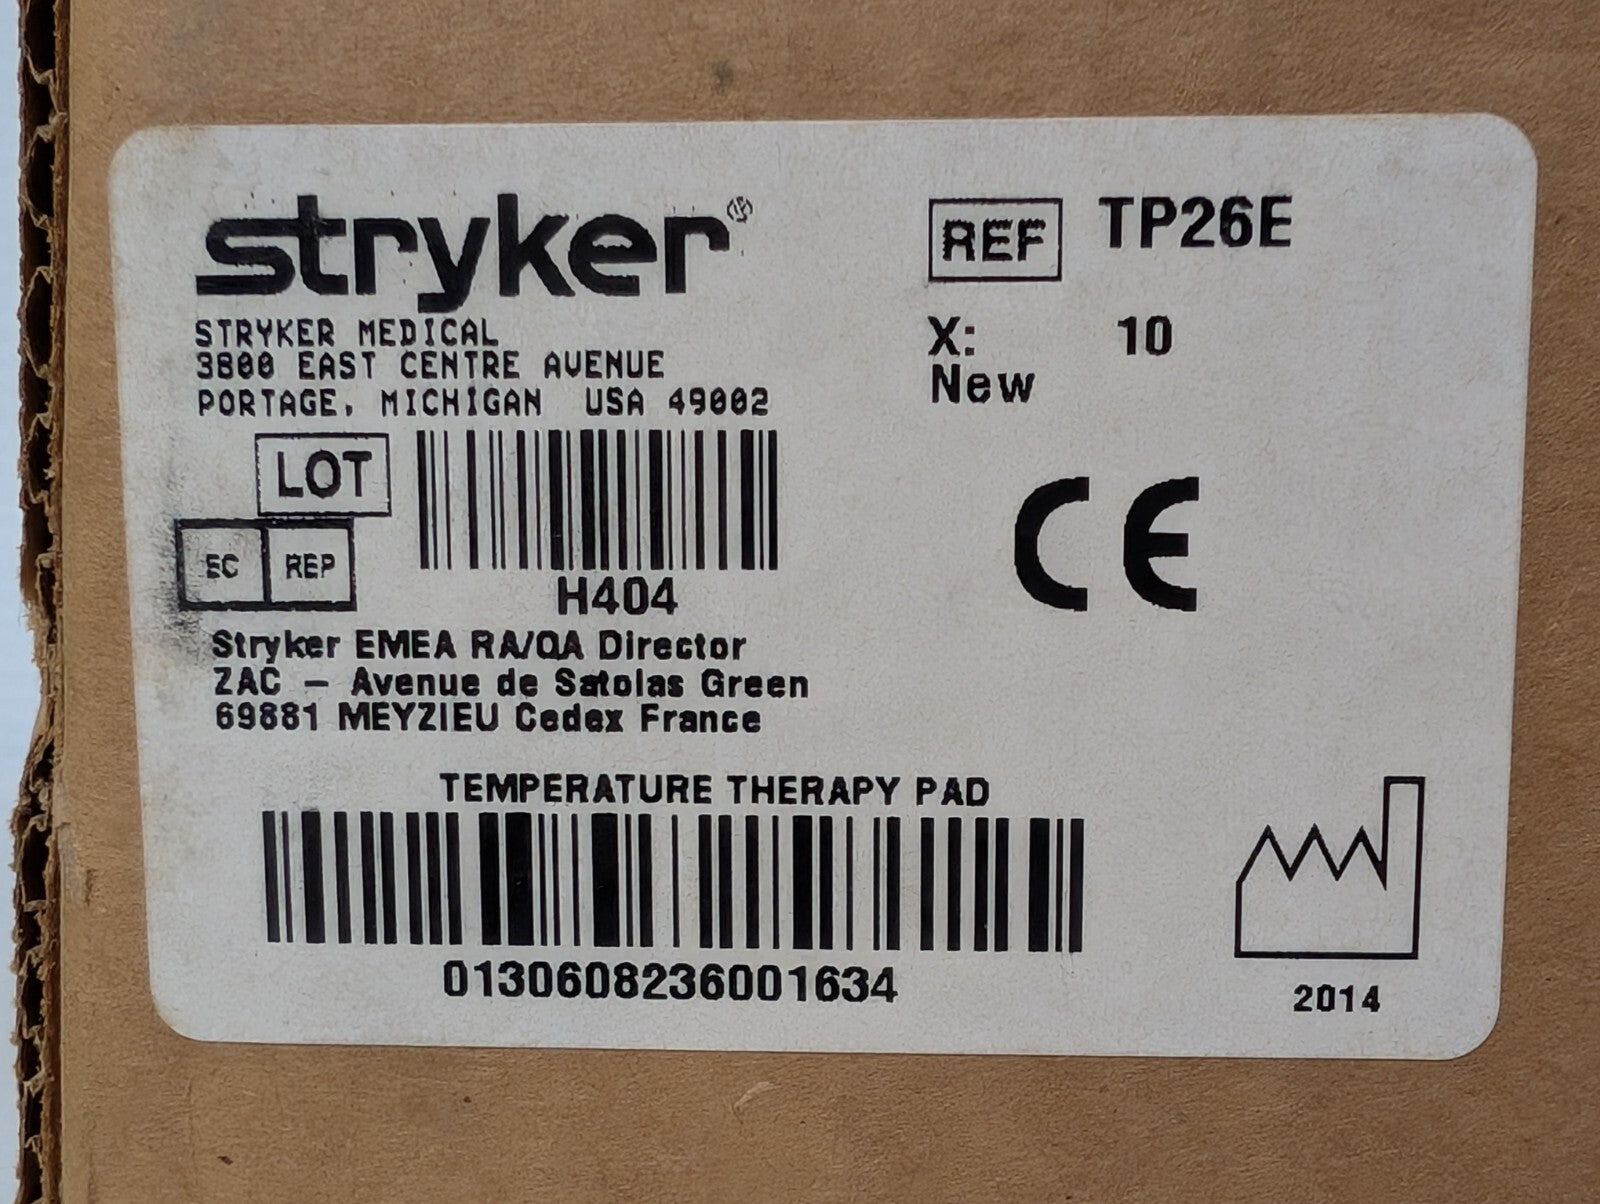 stryker®
STRYKER MEDICAL
3800 EAST CENTRE AVENUE
PORTAGE, MICHIGAN USA 49002
LOT
H404
EC REP
Stryker EMEA RA/QA Director
ZAC – Avenue de Satolas Green
69881 MEYZIEU Cedex France
REF TP26E
X: 10
New
CE
TEMPERATURE THERAPY PAD
0130608236001634
2014